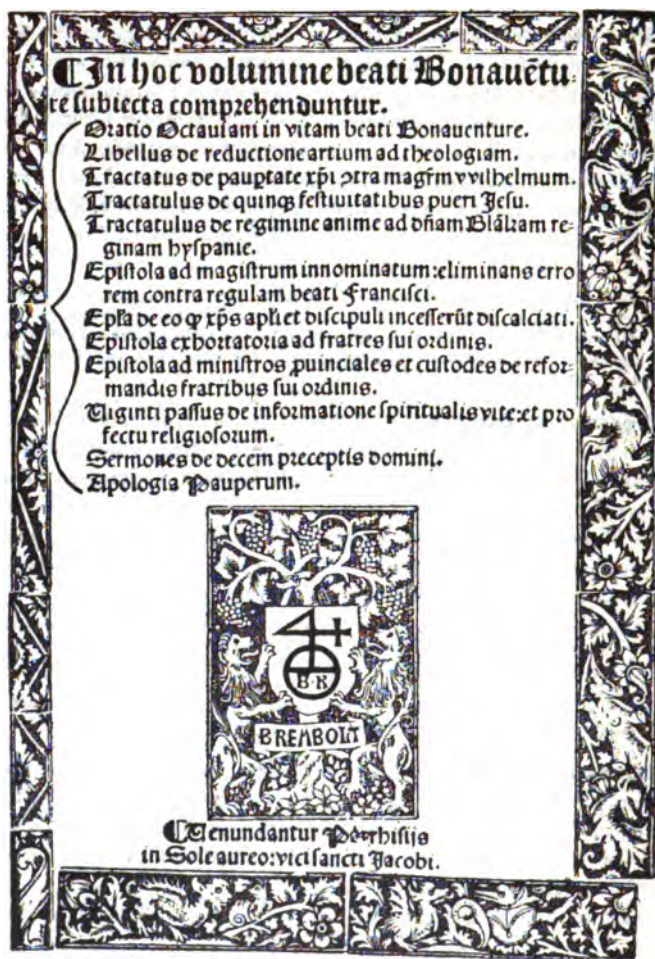 ¶In hoc volumine beati Bonauētu-
re subiecta comprehenduntur.
Oratio Octauiani in vitam beati Bonauenture.
Libellus de reductione artium ad theologiam.
Tractatus de pauꝑtate xp̄i ꝯtra magr̄m vvilhelmum.
Tractatulus de quinqꝫ festiuitatibus pueri Jesu.
Tractatulus de regimine anime ad dn̄am Blākam re-
ginam hyspanie.
Epistola ad magistrum innominatum:eliminans erro
rem contra regulam beati Francisci.
Epl̄a de eo ꝙ xp̄s apl̄i et discipuli incesserūt discalciati.
Epistola exhortatoria ad fratres sui ordinis.
Epistola ad ministros ꝓuinciales et custodes de refor-
mandis fratribus sui ordinis.
Uiginti passus de informatione spiritualis vite:et pro
fectu religiosorum.
Sermones de decem preceptis domini.
Apologia Pauperum.
B·R
BREMBOLT
¶Uenundantur Parrhisijs
in Sole aureo:vici sancti Jacobi.